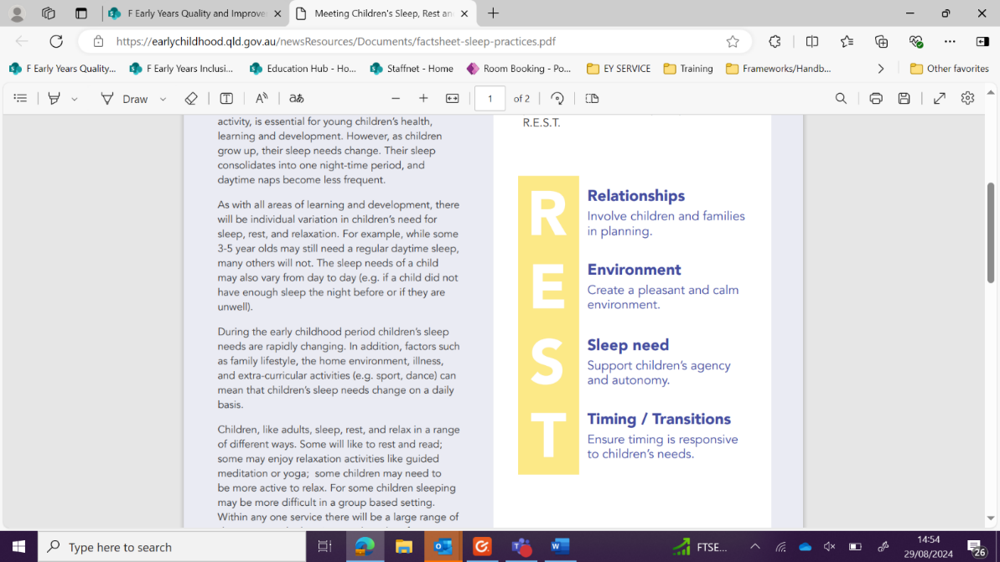 F Early Years Quality and Improve
Meeting Children's Sleep, Rest an
https://earlychildhood.qld.gov.au/newsResources/Documents/factsheet-sleep-practices.pdf
F Early Years Quality...
F Early Years Inclusi...
Education Hub - Ho...
Staffnet - Home
Room Booking - Po...
EY SERVICE
Training
Frameworks/Handb...
Other favorites
Draw
1
of 2
activity, is essential for young children's health,
learning and development. However, as children
grow up, their sleep needs change. Their sleep
consolidates into one night-time period, and
daytime naps become less frequent.
As with all areas of learning and development, there
will be individual variation in children's need for
sleep, rest, and relaxation. For example, while some
3-5 year olds may still need a regular daytime sleep,
many others will not. The sleep needs of a child
may also vary from day to day (e.g. if a child did not
have enough sleep the night before or if they are
unwell).
During the early childhood period children's sleep
needs are rapidly changing. In addition, factors such
as family lifestyle, the home environment, illness,
and extra-curricular activities (e.g. sport, dance) can
mean that children's sleep needs change on a daily
basis.
Children, like adults, sleep, rest, and relax in a range
of different ways. Some will like to rest and read;
some may enjoy relaxation activities like guided
meditation or yoga;  some children may need to
be more active to relax. For some children sleeping
may be more difficult in a group based setting.
Within any one service there will be a large range of
R.E.S.T.
R
Relationships
Involve children and families
in planning.
E
Environment
Create a pleasant and calm
environment.
S
Sleep need
Support children's agency
and autonomy.
T
Timing / Transitions
Ensure timing is responsive
to children's needs.
Type here to search
FTSE...
14:54
29/08/2024
26